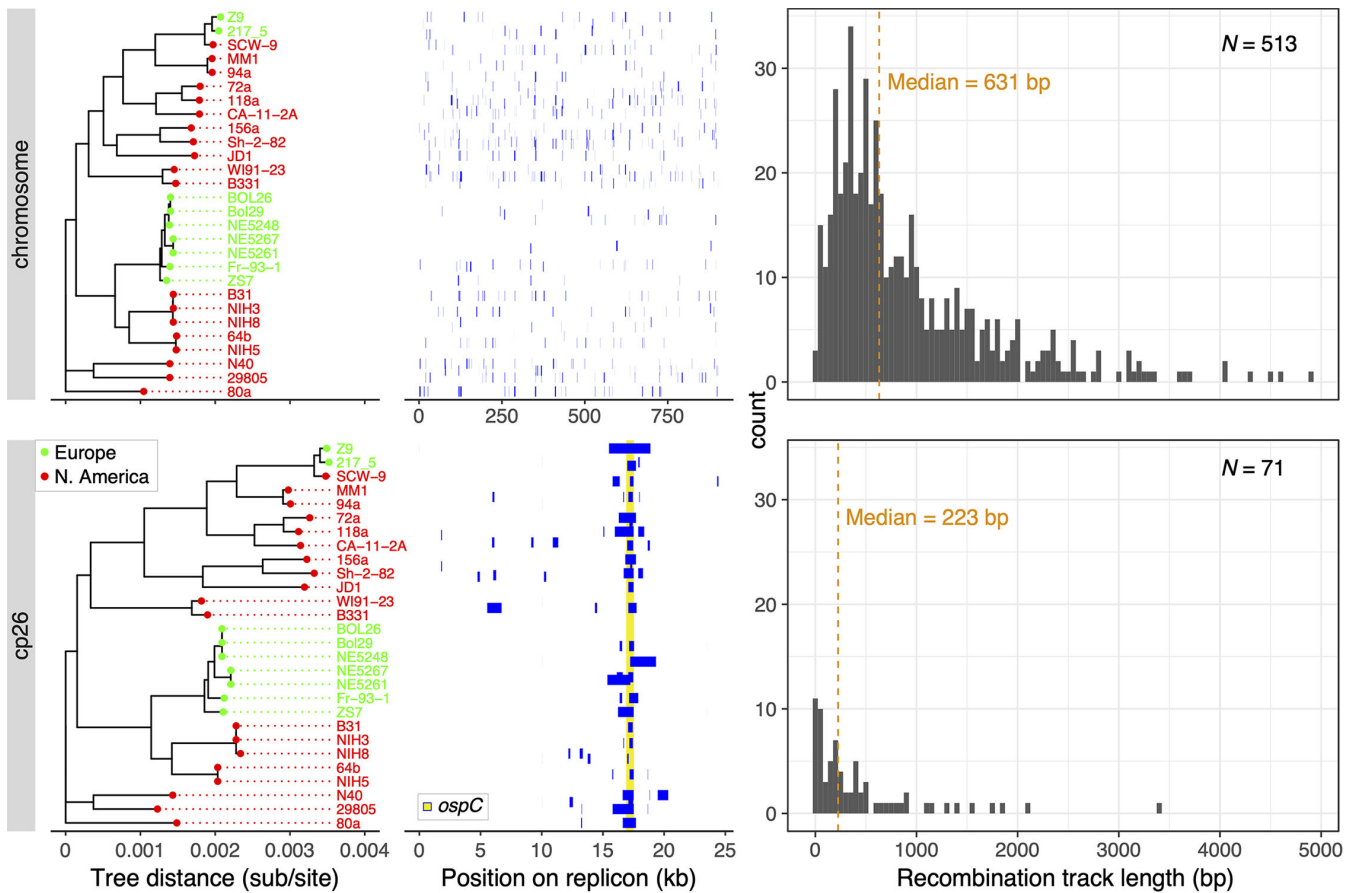 chromosome
Z9
217_5
SCW−9
MM1
94a
72a
118a
CA−11−2A
156a
Sh−2−82
JD1
WI91−23
B331
BOL26
Bol29
NE5248
NE5267
NE5261
Fr−93−1
ZS7
B31
NIH3
NIH8
64b
NIH5
N40
29805
80a
0 250 500 750
N = 513
Median = 631 bp
30
20
10
0
count
cp26
Europe
N. America
Z9
217_5
SCW−9
MM1
94a
72a
118a
CA−11−2A
156a
Sh−2−82
JD1
WI91−23
B331
BOL26
Bol29
NE5248
NE5267
NE5261
Fr−93−1
ZS7
B31
NIH3
NIH8
64b
NIH5
N40
29805
80a
0 0.001 0.002 0.003 0.004
Tree distance (sub/site)
ospC
0 5 10 15 20 25
Position on replicon (kb)
N = 71
Median = 223 bp
30
20
10
0
0 1000 2000 3000 4000 5000
Recombination track length (bp)